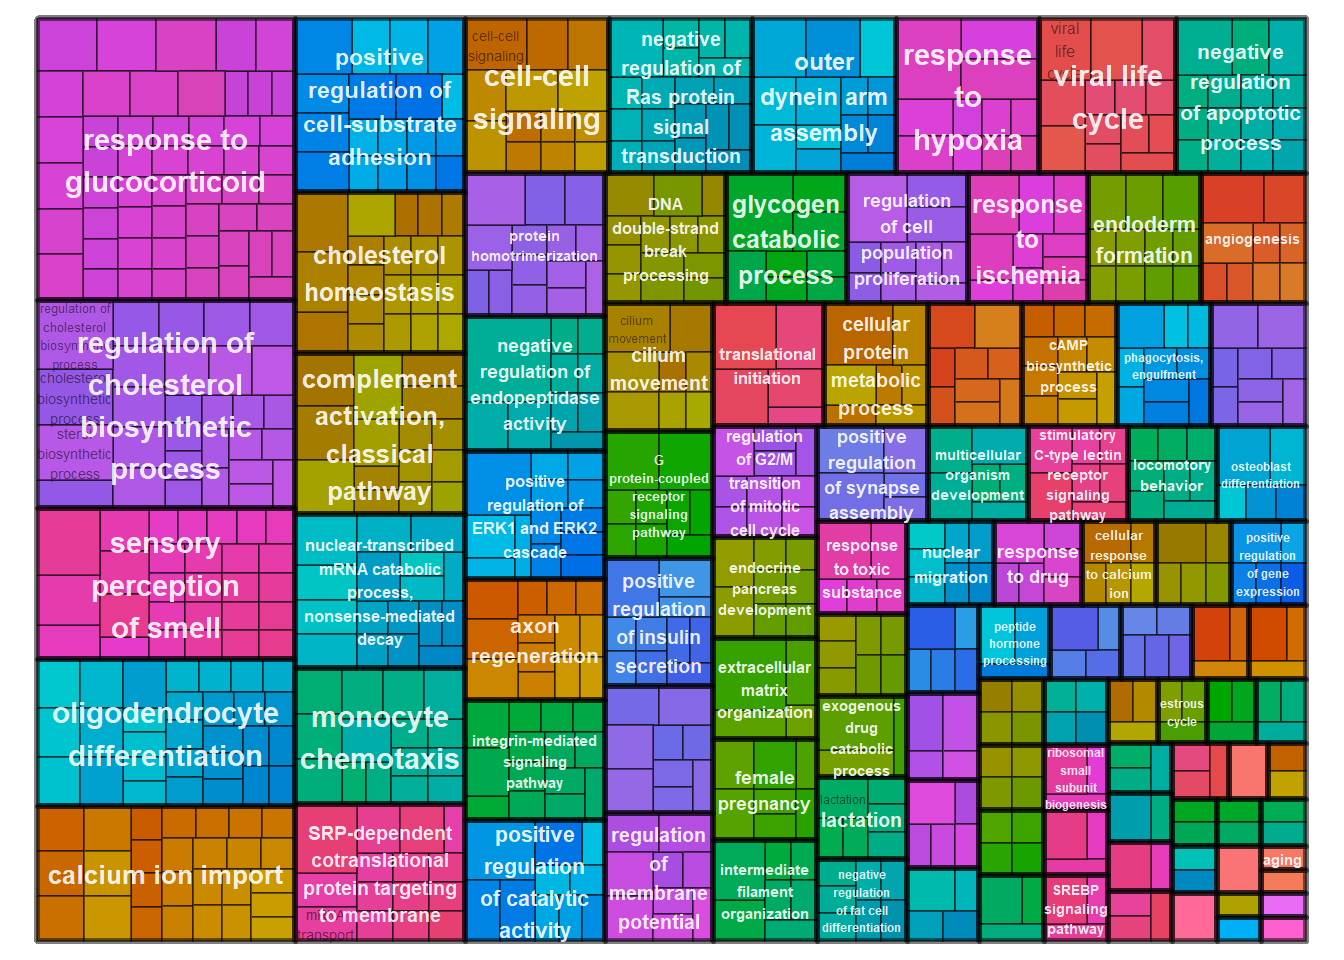 response to
glucocorticoid
positive
regulation of
cell-substrate
adhesion
cell-cell
signaling
cell-cell
signaling
negative
regulation of
Ras protein
signal
transduction
outer
dynein arm
assembly
response
to
hypoxia
viral
life
viral life
cycle
negative
regulation
of apoptotic
process
cholesterol
homeostasis
protein
homotrimerization
DNA
double-strand
break
processing
glycogen
catabolic
process
regulation
of cell
population
proliferation
response
to
ischemia
endoderm
formation
angiogenesis
regulation of
cholesterol
biosynthetic
process
cholesterol
biosynthetic
process
sterol
biosynthetic
process
regulation of
cholesterol
biosynthetic
process
complement
activation,
classical
pathway
negative
regulation of
endopeptidase
activity
cilium
movement
cilium
movement
translational
initiation
cellular
protein
metabolic
process
cAMP
biosynthetic
process
phagocytosis,
engulfment
positive
regulation of
ERK1 and ERK2
cascade
G
protein-coupled
receptor
signaling
pathway
regulation
of G2/M
transition
of mitotic
cell cycle
positive
regulation
of synapse
assembly
multicellular
organism
development
stimulatory
C-type lectin
receptor
signaling
pathway
locomotory
behavior
osteoblast
differentiation
sensory
perception
of smell
nuclear-transcribed
mRNA catabolic
process,
nonsense-mediated
decay
axon
regeneration
positive
regulation
of insulin
secretion
endocrine
pancreas
development
response
to toxic
substance
nuclear
migration
response
to drug
cellular
response
to calcium
ion
positive
regulation
of gene
expression
peptide
hormone
processing
oligodendrocyte
differentiation
monocyte
chemotaxis
integrin-mediated
signaling
pathway
extracellular
matrix
organization
exogenous
drug
catabolic
process
estrous
cycle
female
pregnancy
lactation
lactation
ribosomal
small
subunit
biogenesis
calcium ion import
SRP-dependent
cotranslational
protein targeting
to membrane
transport
positive
regulation
of catalytic
activity
regulation
of
membrane
potential
intermediate
filament
organization
negative
regulation
of fat cell
differentiation
SREBP
signaling
pathway
aging